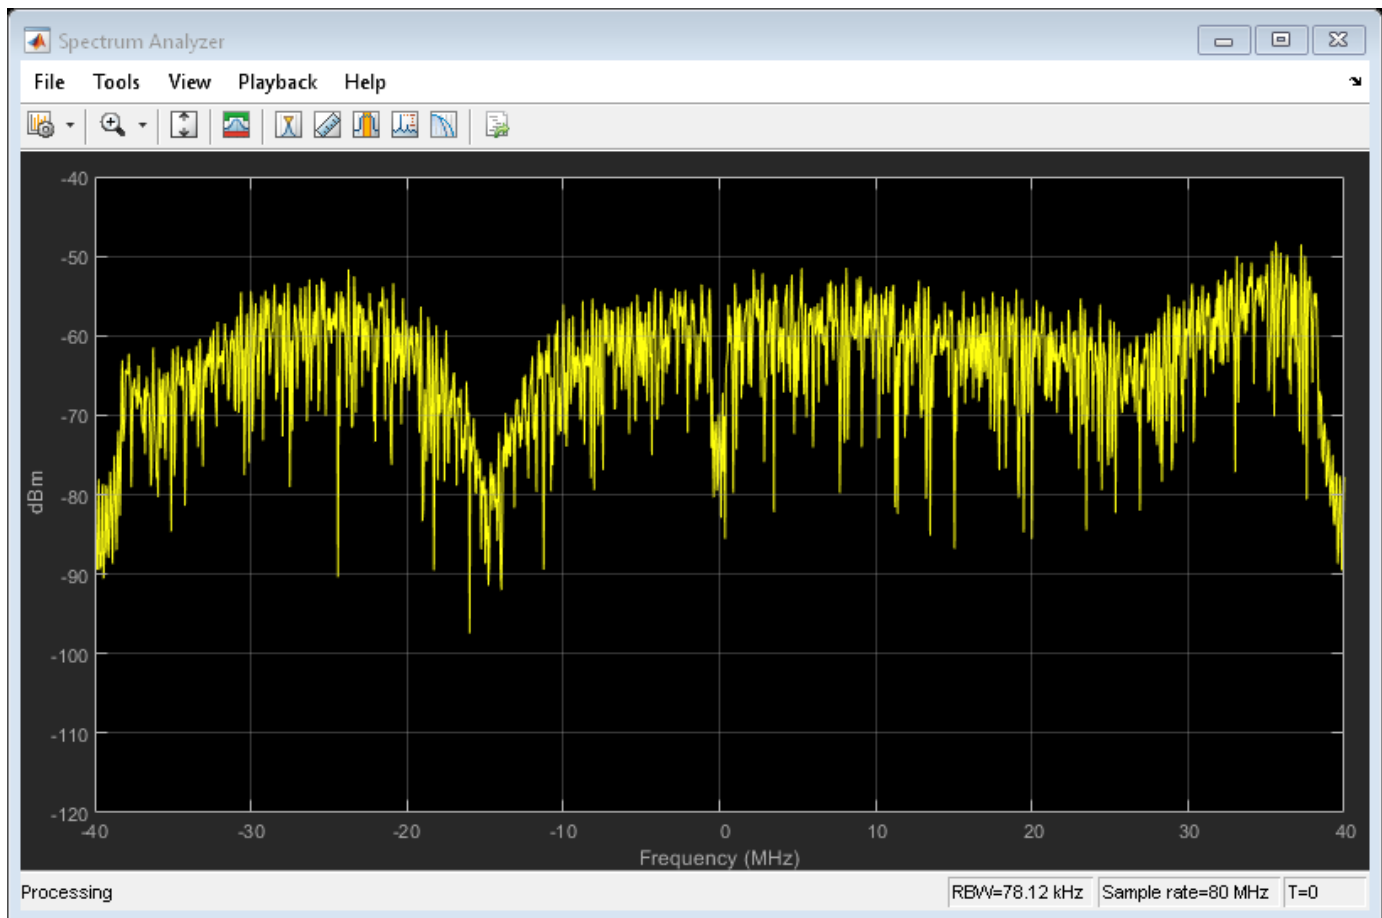 Spectrum Analyzer
File Tools View Playback Help
-40
-50
-60
-70
-80
-90
-100
-110
-120
dBm
-40 -30 -20 -10 0 10 20 30 40
Frequency (MHz)
Processing RBW=78.12 kHz Sample rate=80 MHz T=0